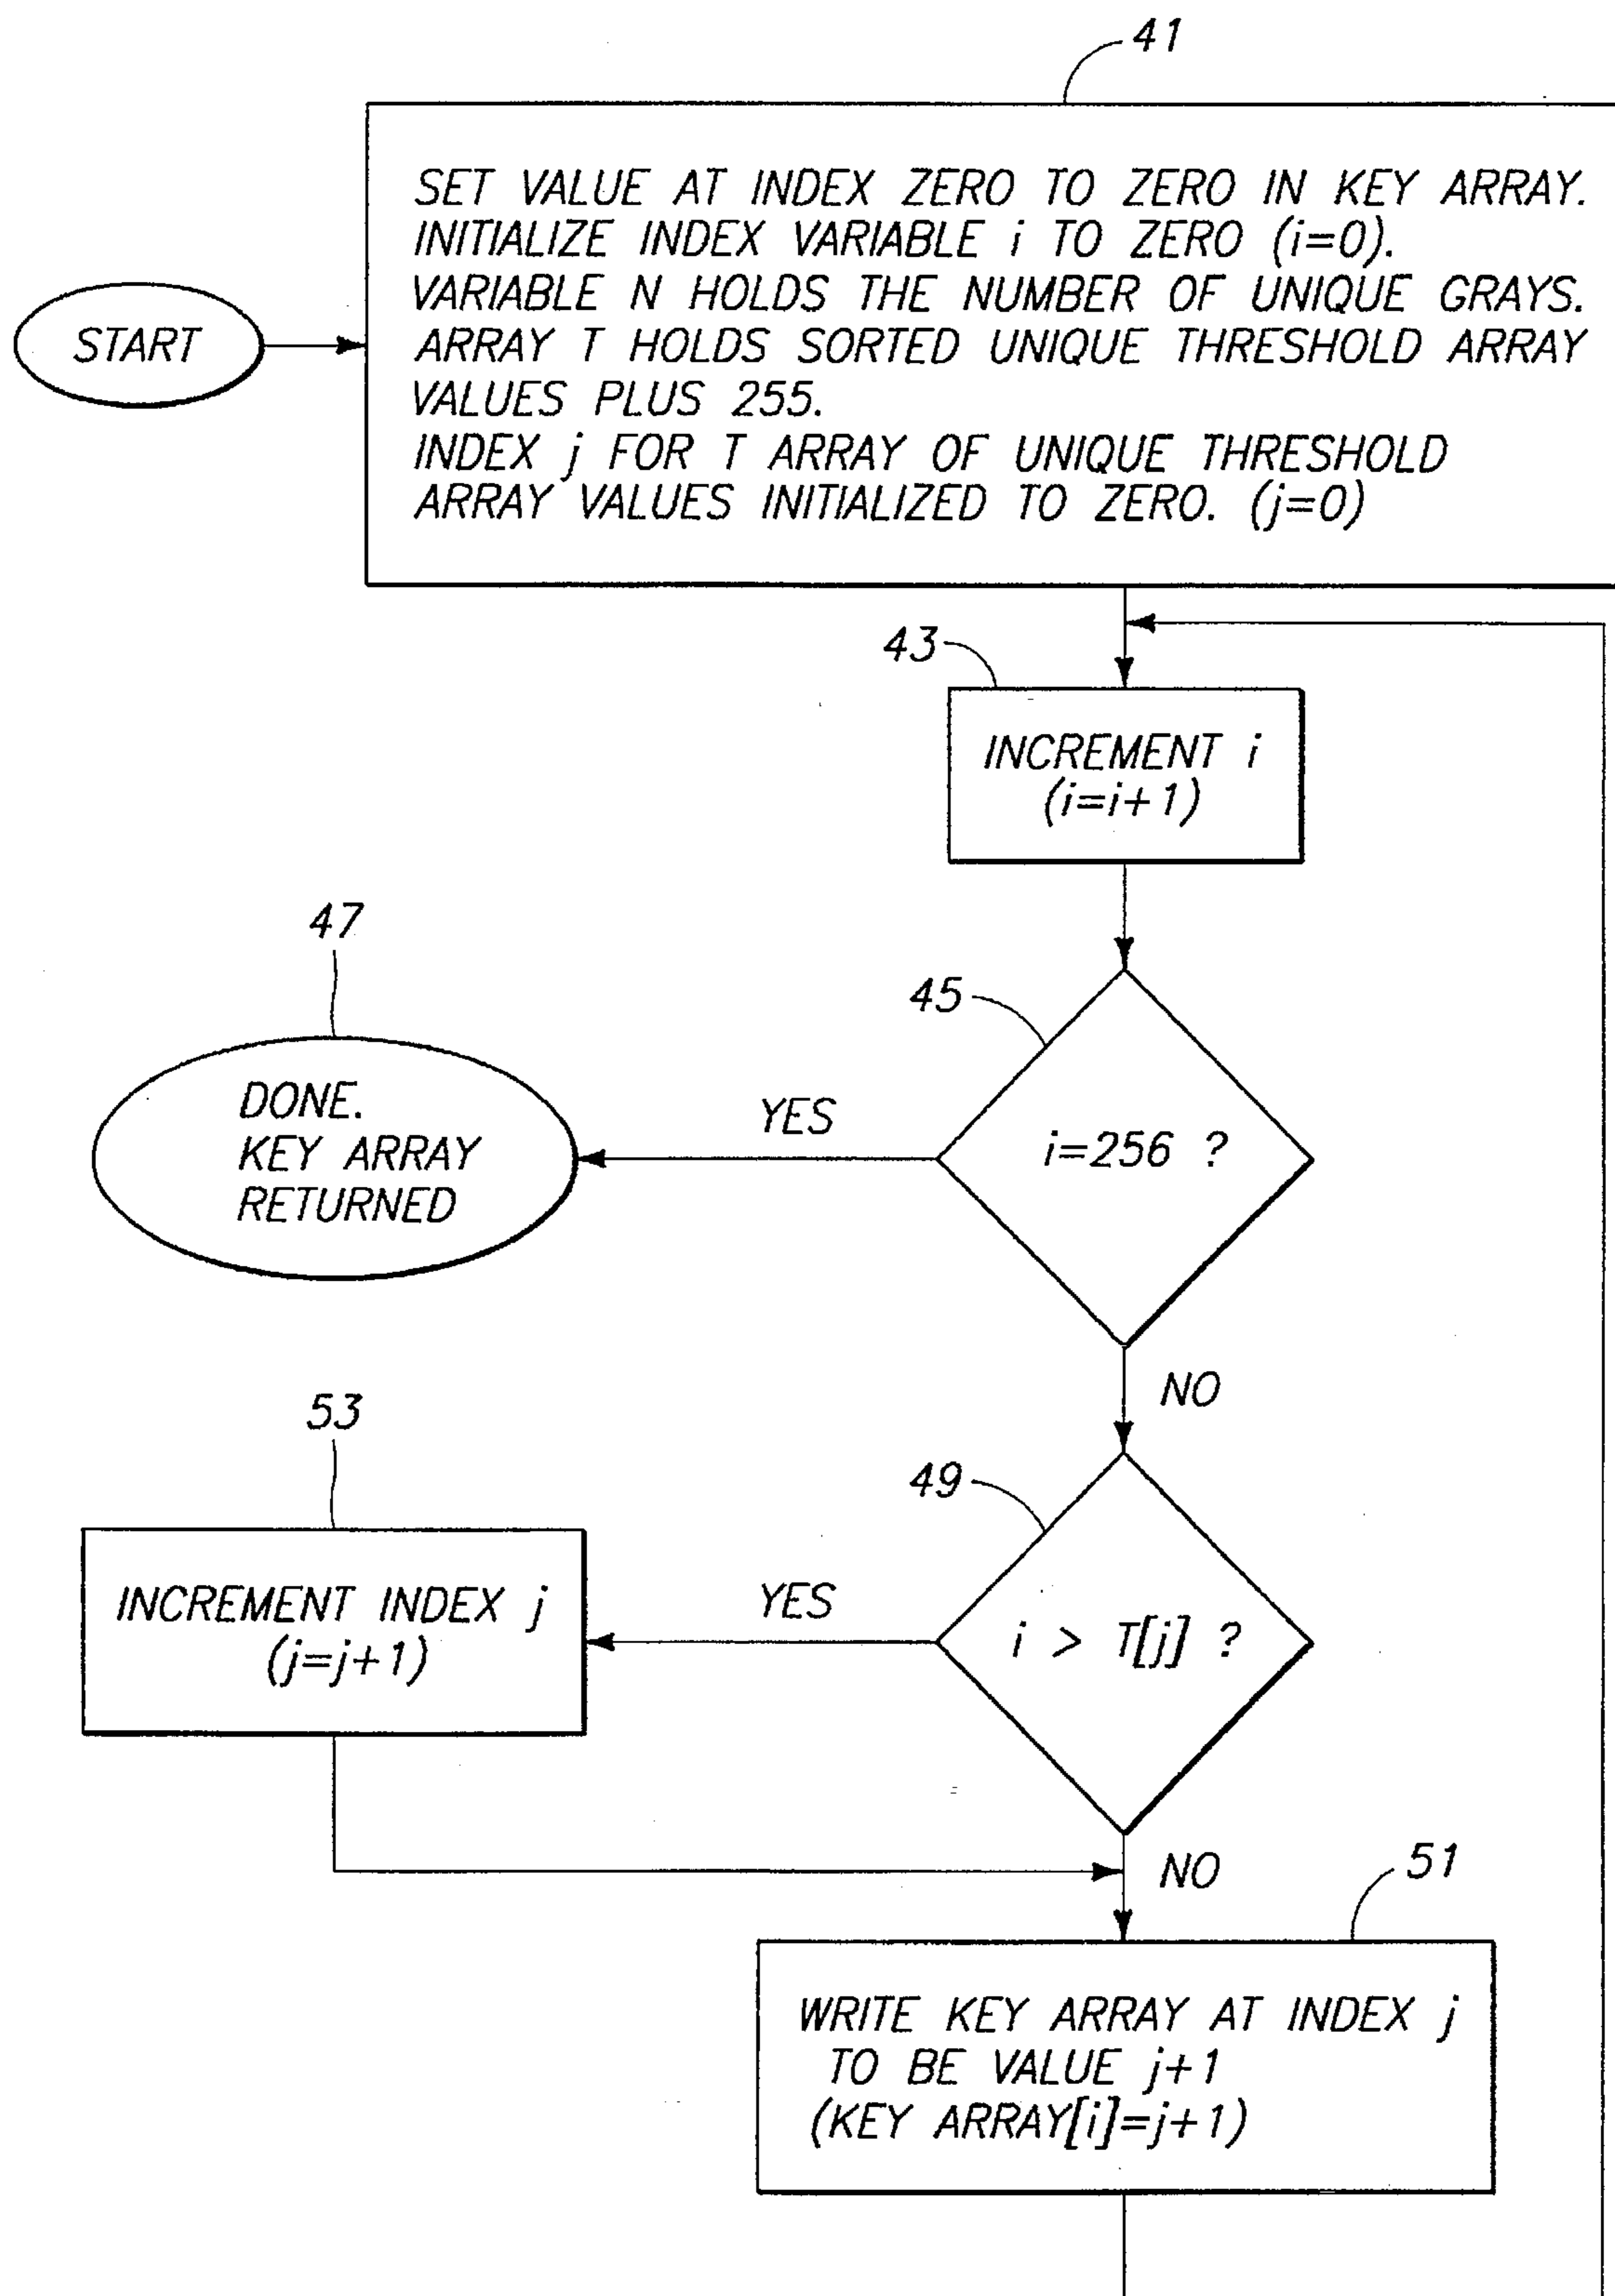 41
SET VALUE AT INDEX ZERO TO ZERO IN KEY ARRAY.
INITIALIZE INDEX VARIABLE i TO ZERO (i=0).
VARIABLE N HOLDS THE NUMBER OF UNIQUE GRAYS.
ARRAY T HOLDS SORTED UNIQUE THRESHOLD ARRAY
VALUES PLUS 255.
INDEX j FOR T ARRAY OF UNIQUE THRESHOLD
ARRAY VALUES INITIALIZED TO ZERO. (j=0)
START
43
INCREMENT i
(i=i+1)
47
DONE.
KEY ARRAY
RETURNED
45
YES
i=256 ?
NO
53
INCREMENT INDEX j
(j=j+1)
49
YES
i > T[j] ?
NO
51
WRITE KEY ARRAY AT INDEX j
TO BE VALUE j+1
(KEY ARRAY[i]=j+1)